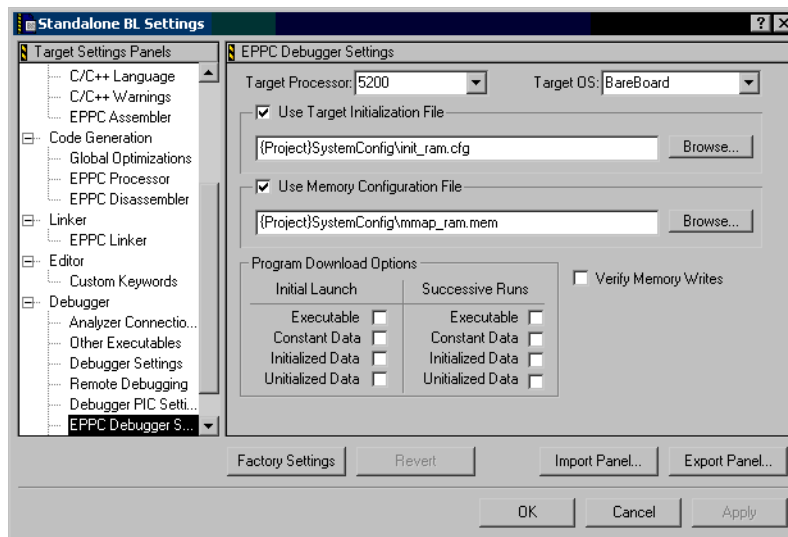 Standalone BL Settings
Target Settings Panels
C/C++ Language
C/C++ Warnings
EPPC Assembler
Code Generation
Global Optimizations
EPPC Processor
EPPC Disassembler
Linker
EPPC Linker
Editor
Custom Keywords
Debugger
Analyzer Connectio...
Other Executables
Debugger Settings
Remote Debugging
Debugger PIC Setti...
EPPC Debugger S...
EPPC Debugger Settings
Target Processor: 5200 Target OS: BareBoard
Use Target Initialization File
{Project}SystemConfig\init_ram.cfg Browse...
Use Memory Configuration File
{Project}SystemConfig\mmap_ram.mem Browse...
Program Download Options
Verify Memory Writes
Initial Launch Successive Runs
Executable Executable
Constant Data Constant Data
Initialized Data Initialized Data
Unitialized Data Unitialized Data
Factory Settings Revert Import Panel... Export Panel...
OK Cancel Apply